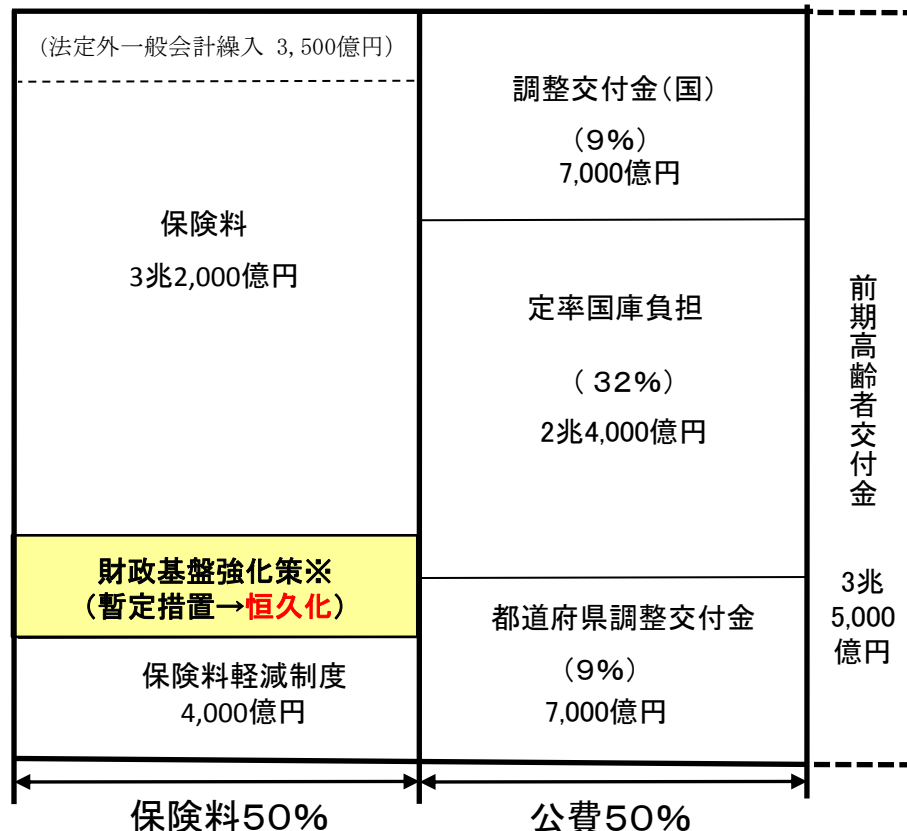 (法定外一般会計繰入 3,500億円)
保険料
3兆2,000億円
財政基盤強化策※
(暫定措置→恒久化)
保険料軽減制度
4,000億円
調整交付金(国)
(9%)
7,000億円
定率国庫負担
(32%)
2兆4,000億円
都道府県調整交付金
(9%)
7,000億円
前期高齢者交付金
3兆
5,000
億円
保険料50%
公費50%